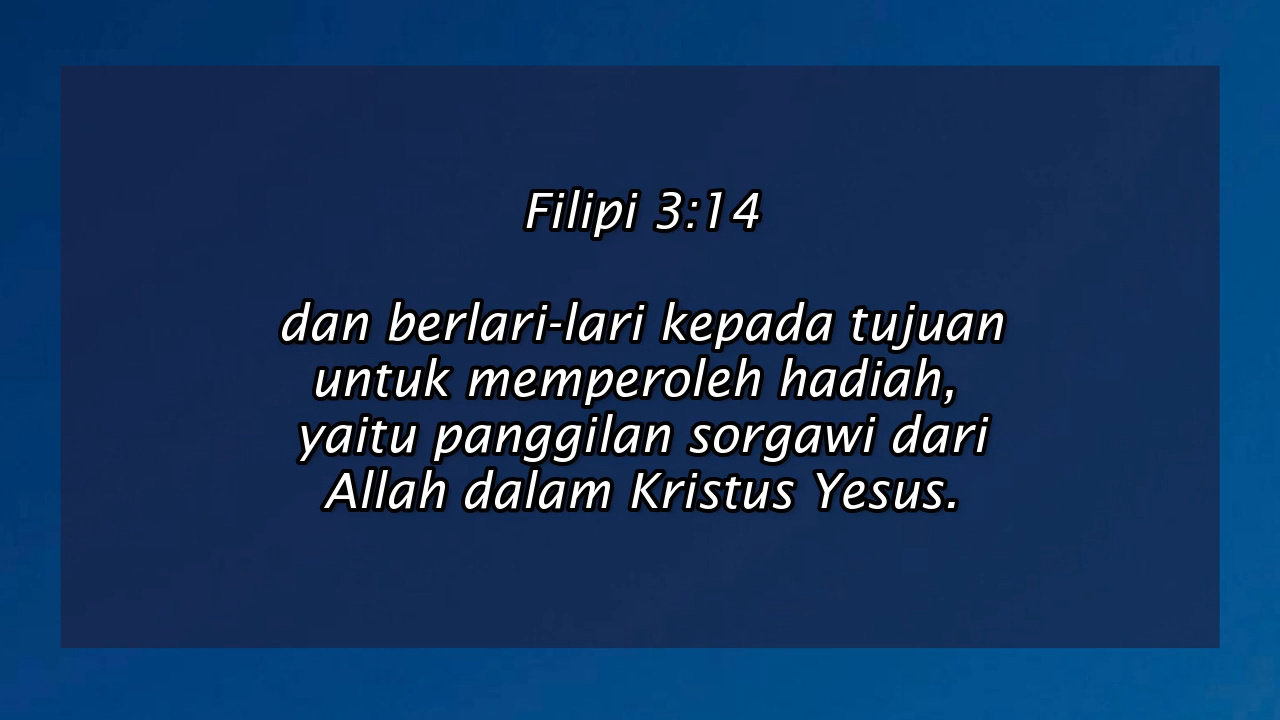 Filipi 3:14
dan berlari-lari kepada tujuan
untuk memperoleh hadiah,
yaitu panggilan sorgawi dari
Allah dalam Kristus Yesus.